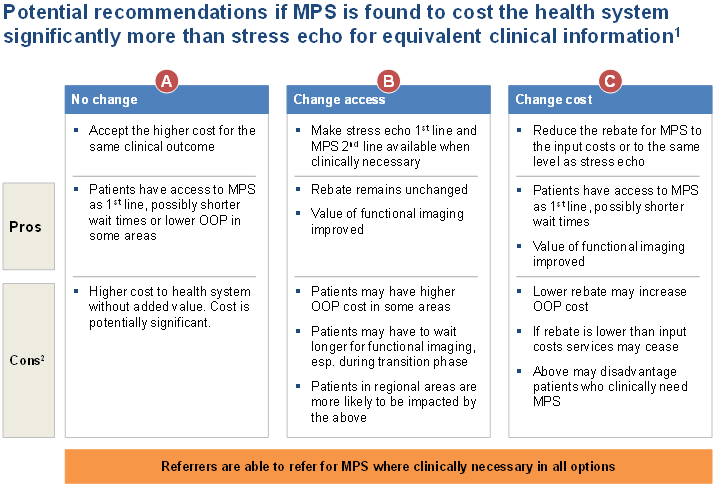 Potential recommendations if MPS is found to cost the health system
significantly more than stress echo for equivalent clinical information1
A
No change
Accept the higher cost for the
same clinical outcome
B
Change access
Make stress echo 1st line and
MPS 2nd line available when
clinically necessary
C
Change cost
Reduce the rebate for MPS to
the input costs or to the same
level as stress echo
Pros
Patients have access to MPS
as 1st line, possibly shorter
wait times or lower OOP in
some areas
Rebate remains unchanged
Value of functional imaging
improved
Patients have access to MPS
as 1st line, possibly shorter
wait times
Value of functional imaging
improved
Cons2
Higher cost to health system
without added value. Cost is
potentially significant.
Patients may have higher
OOP cost in some areas
Patients may have to wait
longer for functional imaging,
esp. during transition phase
Patients in regional areas are
more likely to be impacted by
the above
Lower rebate may increase
OOP cost
If rebate is lower than input
costs services may cease
Above may disadvantage
patients who clinically need
MPS
Referrers are able to refer for MPS where clinically necessary in all options